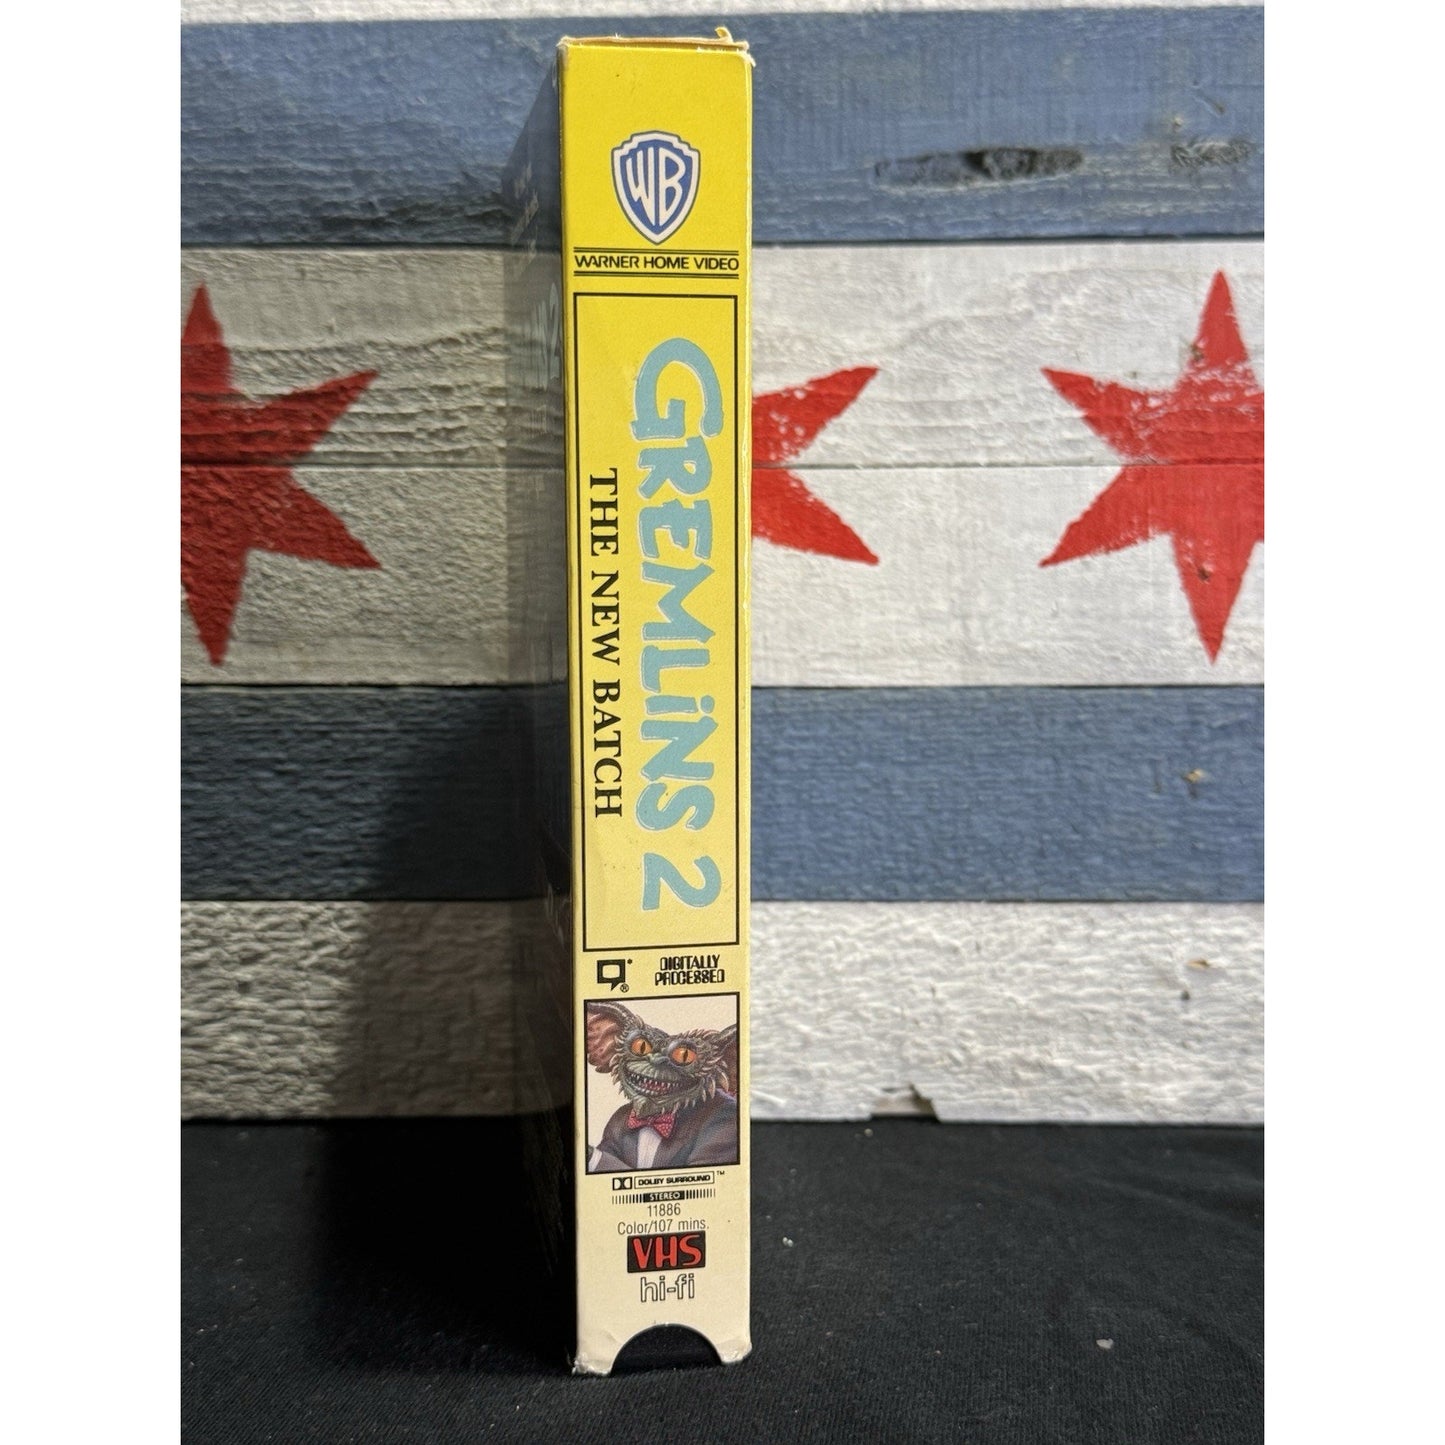 WB
WARNER HOME VIDEO
GREMLiNS 2
THE NEW BATCH
DIGITALLY
PROCESSED
DOLBY SURROUND™
STEREO
11886
Color/107 mins.
VHS
hi-fi